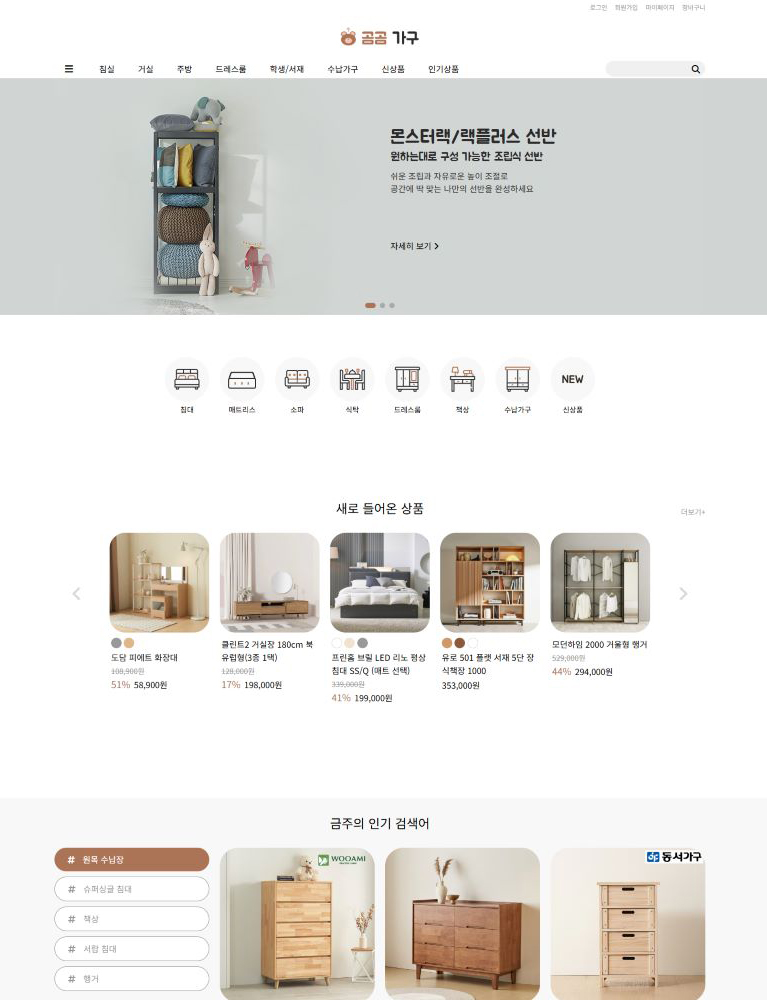 로그인 회원가입 마이페이지 장바구니
곰곰 가구
침실 거실 주방 드레스룸 학생/서재 수납가구 신상품 인기상품
몬스터랙/랙플러스 선반
원하는대로 구성 가능한 조립식 선반
쉬운 조립과 자유로운 높이 조절로
공간에 딱 맞는 나만의 선반을 완성하세요
자세히 보기
NEW
침대 매트리스 소파 식탁 드레스룸 책상 수납가구 신상품
새로 들어온 상품
더보기+
도담 피에트 화장대
108,900원
51% 58,900원
클린트2 거실장 180cm 북
유럽형(3종 1택)
128,000원
17% 198,000원
프린홈 브릴 LED 리노 평상
침대 SS/Q (매트 선택)
339,000원
41% 199,000원
유로 501 플랫 서재 5단 장
식책장 1000
353,000원
모던하임 2000 거울형 행거
529,000원
44% 294,000원
금주의 인기 검색어
# 원목 수납장
# 슈퍼싱글 침대
# 책상
# 서랍 침대
# 행거
WOOAMI
동서가구